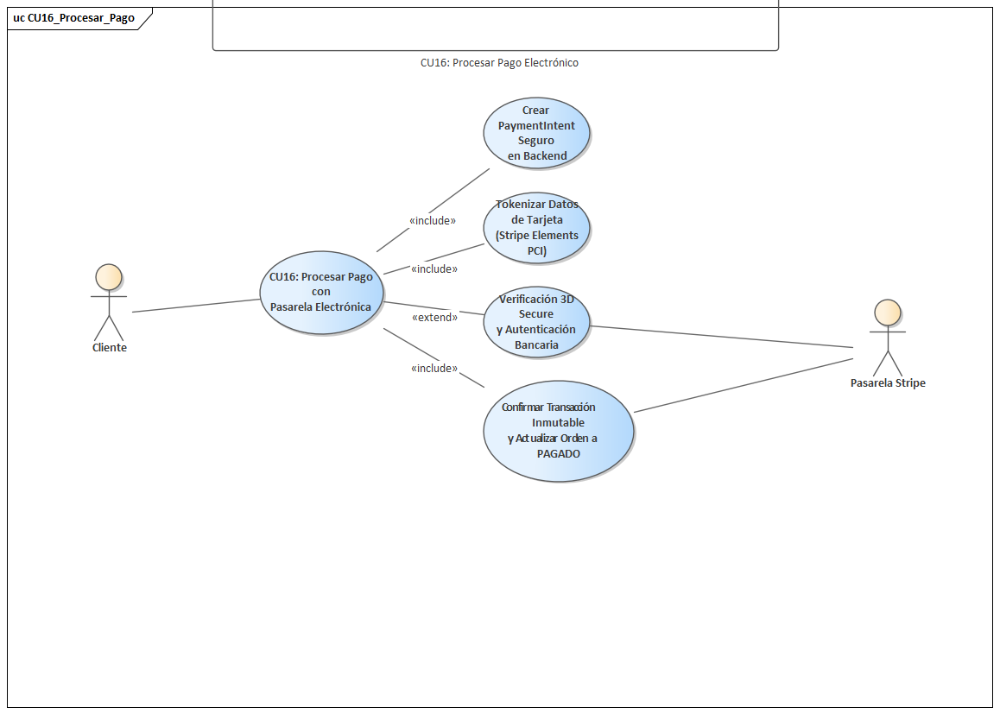 uc CU16_Procesar_Pago
CU16: Procesar Pago Electrónico
Crear
PaymentIntent
Seguro
en Backend
«include»
Tokenizar Datos
de Tarjeta
(Stripe Elements
PCI)
«include»
CU16: Procesar Pago
con
Pasarela Electrónica
Verificación 3D
Secure
y Autenticación
Bancaria
«extend»
Cliente
«include»
Pasarela Stripe
Confirmar Transacción
Inmutable
y Actualizar Orden a
PAGADO